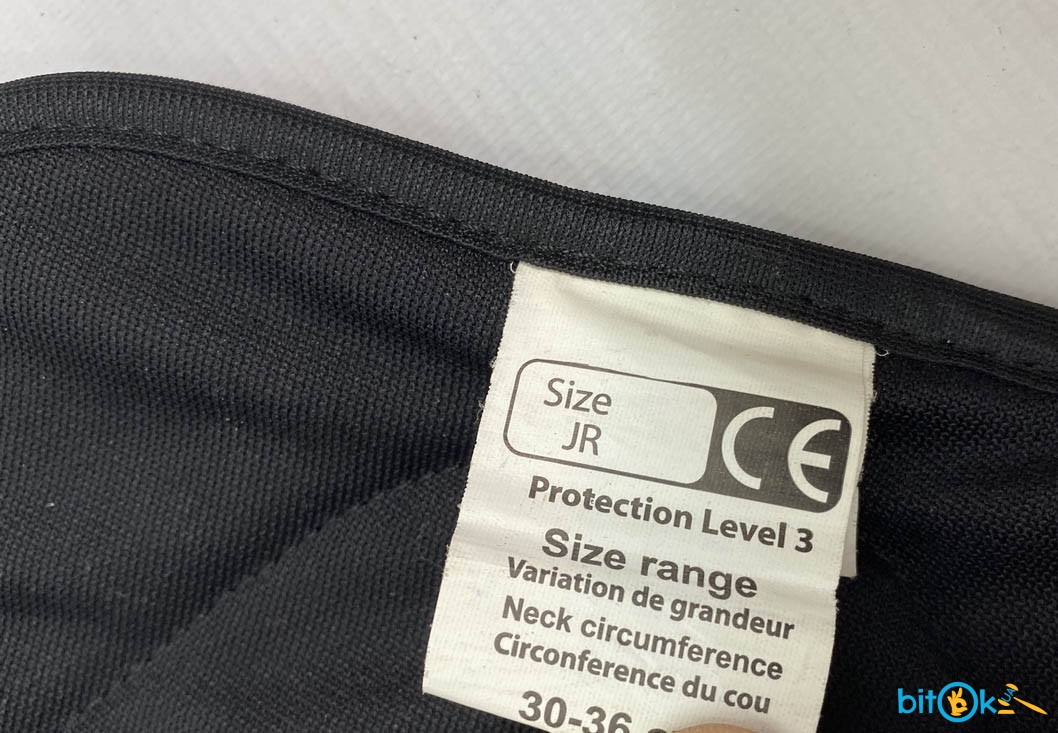 Size
JR
CE
Protection Level 3
Size range
Variation de grandeur
Neck circumference
Circonference du cou
30-36
bitOk